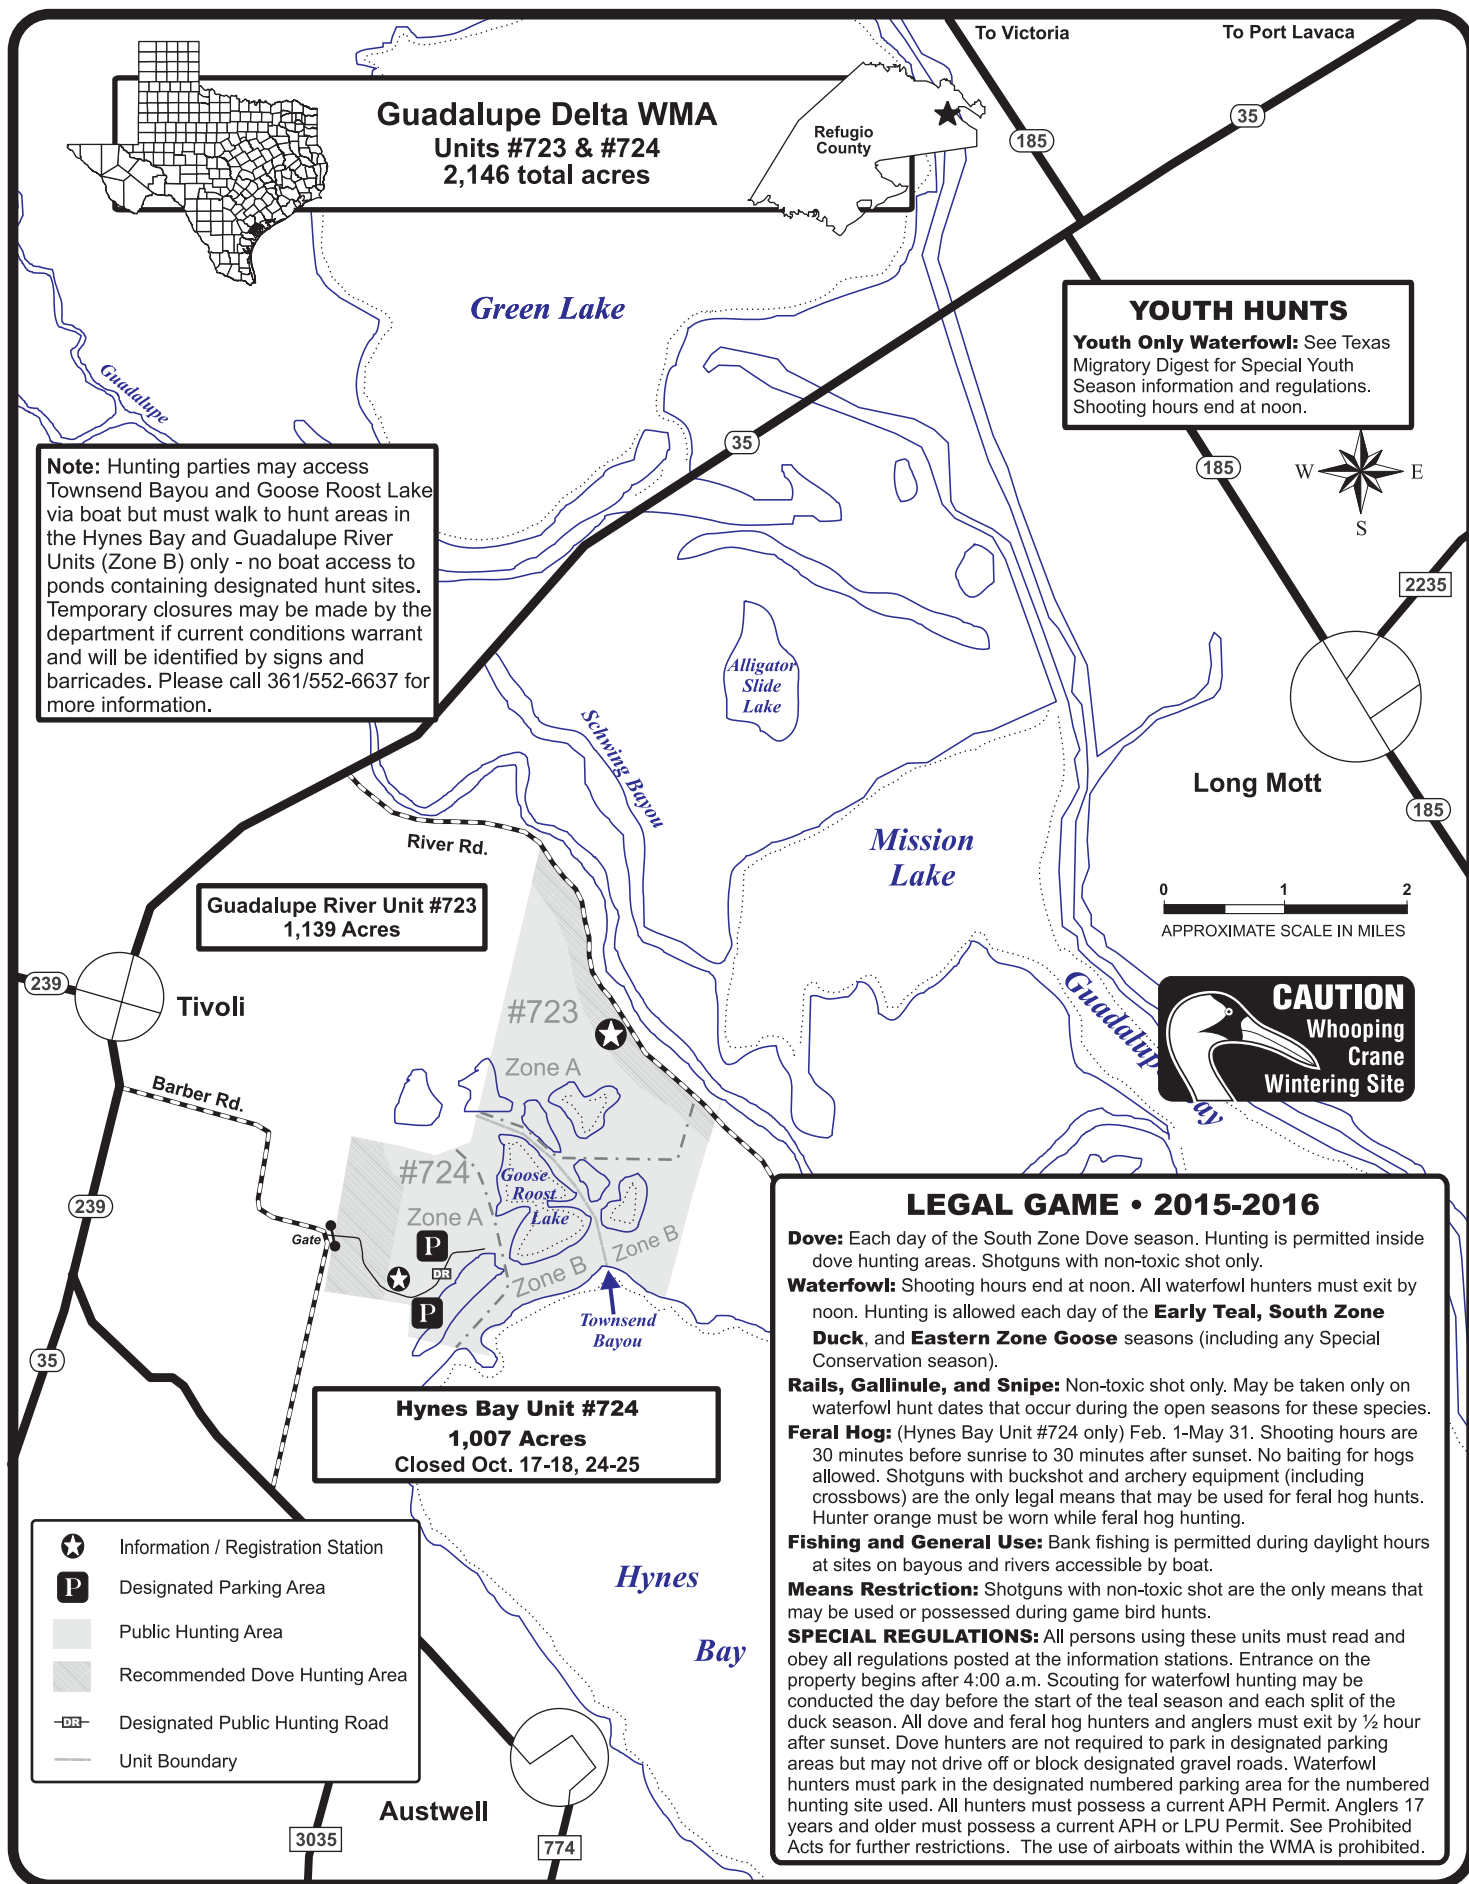 To Victoria
To Port Lavaca
Guadalupe Delta WMA
Units #723 & #724
2,146 total acres
Refugio
County
185
35
Green Lake
YOUTH HUNTS
Youth Only Waterfowl: See Texas
Migratory Digest for Special Youth
Season information and regulations.
Shooting hours end at noon.
Guadalupe
35
185
W
E
S
Note: Hunting parties may access
Townsend Bayou and Goose Roost Lake
via boat but must walk to hunt areas in
the Hynes Bay and Guadalupe River
Units (Zone B) only - no boat access to
ponds containing designated hunt sites.
Temporary closures may be made by the
department if current conditions warrant
and will be identified by signs and
barricades. Please call 361/552-6637 for
more information.
2235
Alligator
Slide
Lake
Schwing Bayou
Long Mott
185
River Rd.
Mission
Lake
0 1 2
APPROXIMATE SCALE IN MILES
Guadalupe River Unit #723
1,139 Acres
239
Tivoli
#723
Zone A
Guadalup
ay
CAUTION
Whooping
Crane
Wintering Site
Barber Rd.
#724
Zone A
Goose
Roost
Lake
239
Gate
P
DR
P
Zone B
Zone B
Townsend
Bayou
35
Hynes Bay Unit #724
1,007 Acres
Closed Oct. 17-18, 24-25
LEGAL GAME • 2015-2016
Dove: Each day of the South Zone Dove season. Hunting is permitted inside
dove hunting areas. Shotguns with non-toxic shot only.
Waterfowl: Shooting hours end at noon. All waterfowl hunters must exit by
noon. Hunting is allowed each day of the Early Teal, South Zone
Duck, and Eastern Zone Goose seasons (including any Special
Conservation season).
Rails, Gallinule, and Snipe: Non-toxic shot only. May be taken only on
waterfowl hunt dates that occur during the open seasons for these species.
Feral Hog: (Hynes Bay Unit #724 only) Feb. 1-May 31. Shooting hours are
30 minutes before sunrise to 30 minutes after sunset. No baiting for hogs
allowed. Shotguns with buckshot and archery equipment (including
crossbows) are the only legal means that may be used for feral hog hunts.
Hunter orange must be worn while feral hog hunting.
Fishing and General Use: Bank fishing is permitted during daylight hours
at sites on bayous and rivers accessible by boat.
Means Restriction: Shotguns with non-toxic shot are the only means that
may be used or possessed during game bird hunts.
SPECIAL REGULATIONS: All persons using these units must read and
obey all regulations posted at the information stations. Entrance on the
property begins after 4:00 a.m. Scouting for waterfowl hunting may be
conducted the day before the start of the teal season and each split of the
duck season. All dove and feral hog hunters and anglers must exit by ½ hour
after sunset. Dove hunters are not required to park in designated parking
areas but may not drive off or block designated gravel roads. Waterfowl
hunters must park in the designated numbered parking area for the numbered
hunting site used. All hunters must possess a current APH Permit. Anglers 17
years and older must possess a current APH or LPU Permit. See Prohibited
Acts for further restrictions. The use of airboats within the WMA is prohibited.
Information / Registration Station
P Designated Parking Area
Public Hunting Area
Recommended Dove Hunting Area
DR Designated Public Hunting Road
Unit Boundary
Hynes
Bay
Austwell
3035
774